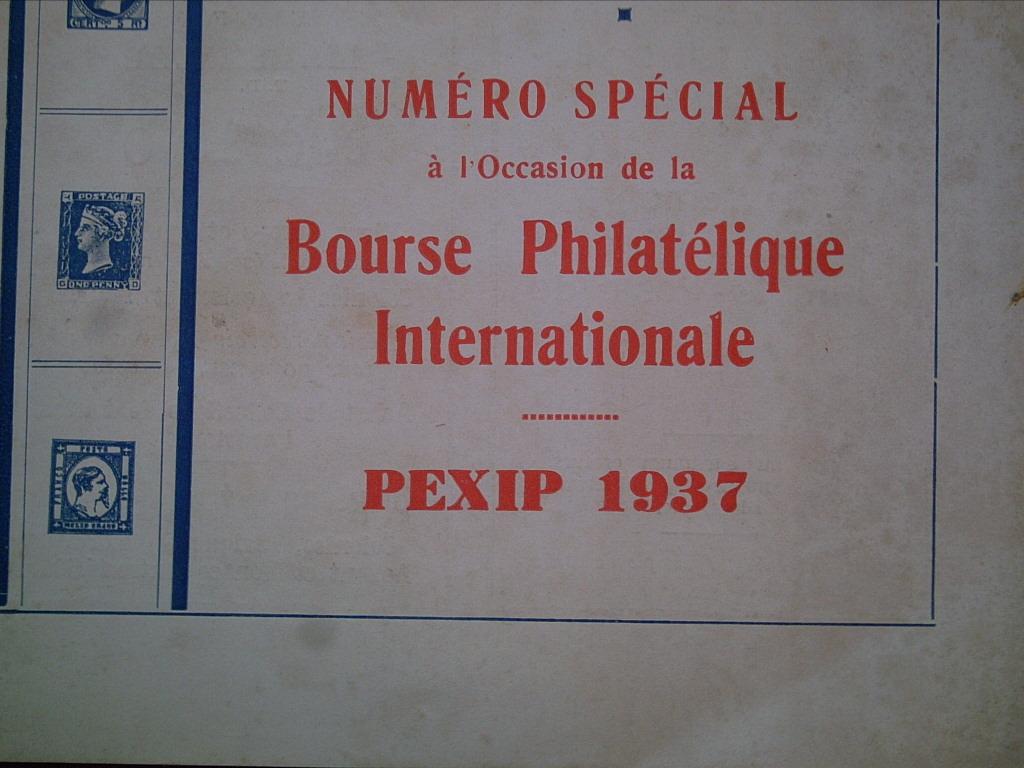 NUMÉRO SPÉCIAL
à l'Occasion de la
Bourse Philatélique
Internationale
PEXIP 1937
POSTAGE
ONE PENNY